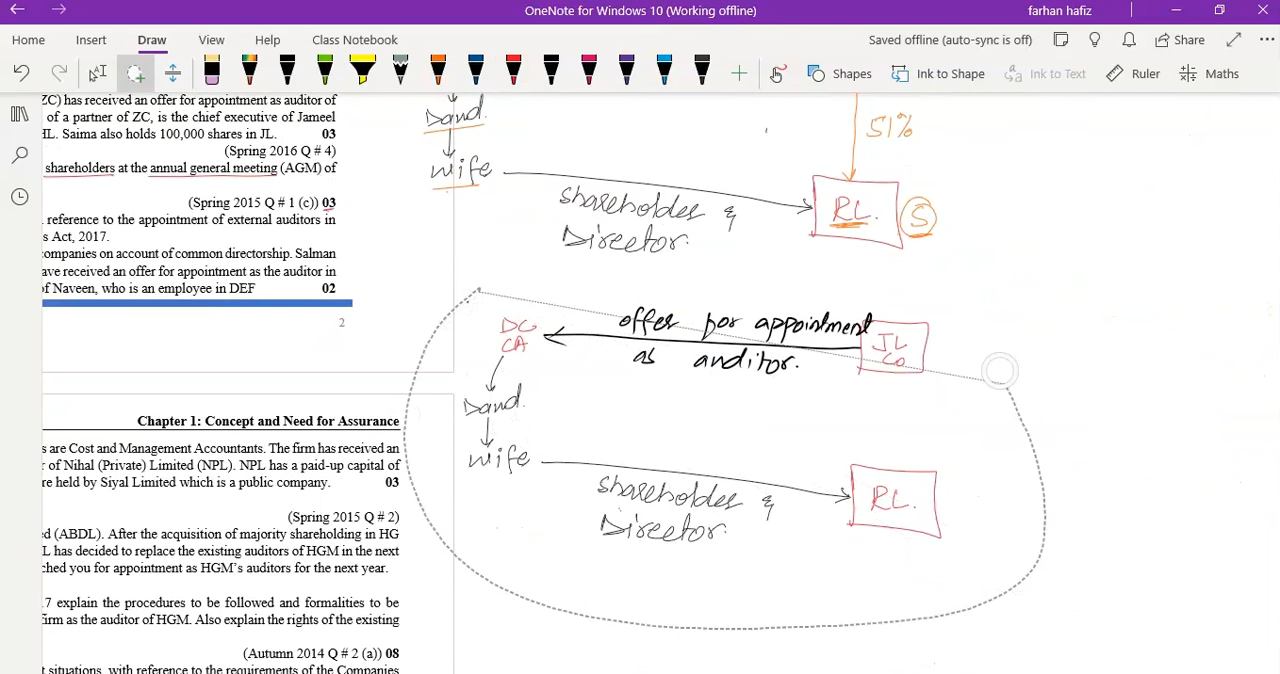 OneNote for Windows 10 (Working offline)
farhan hafiz
Home Insert Draw View Help Class Notebook
Saved offline (auto-sync is off)
Share
Shapes
Ink to Shape
Ink to Text
Ruler
Maths
ZC) has received an offer for appointment as auditor of
of a partner of ZC, is the chief executive of Jameel
HL. Saima also holds 100,000 shares in JL. 03
(Spring 2016 Q # 4)
shareholders at the annual general meeting (AGM) of
(Spring 2015 Q # 1 (c)) 03
reference to the appointment of external auditors in
s Act, 2017.
companies on account of common directorship. Salman
ave received an offer for appointment as the auditor in
of Naveen, who is an employee in DEF 02
2
Chapter 1: Concept and Need for Assurance
s are Cost and Management Accountants. The firm has received an
r of Nihal (Private) Limited (NPL). NPL has a paid-up capital of
re held by Siyal Limited which is a public company. 03
(Spring 2015 Q # 2)
d (ABDL). After the acquisition of majority shareholding in HG
L has decided to replace the existing auditors of HGM in the next
ched you for appointment as HGM's auditors for the next year.
7 explain the procedures to be followed and formalities to be
firm as the auditor of HGM. Also explain the rights of the existing
(Autumn 2014 Q # 2 (a)) 08
t situations, with reference to the requirements of the Companies
Dand.
wife
51%
shareholdes &
Director.
RL.
S
offer for appointment
as auditor.
DG
CA
JL
CO
Dand.
wife
shareholdes &
Director.
RL.